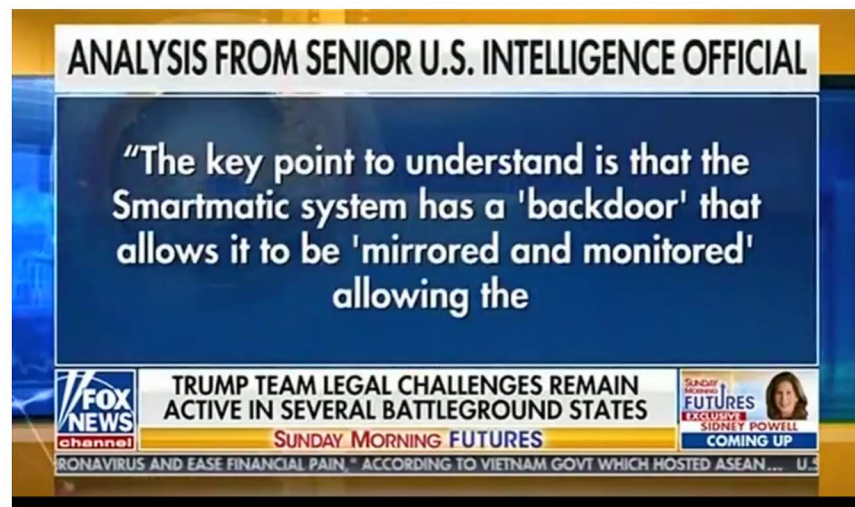 ANALYSIS FROM SENIOR U.S. INTELLIGENCE OFFICIAL
“The key point to understand is that the
Smartmatic system has a 'backdoor' that
allows it to be 'mirrored and monitored'
allowing the
FOX
NEWS
channel
TRUMP TEAM LEGAL CHALLENGES REMAIN
ACTIVE IN SEVERAL BATTLEGROUND STATES
SUNDAY MORNING FUTURES
SUNDAY
MORNING
FUTURES
EXCLUSIVE
SIDNEY POWELL
COMING UP
RONAVIRUS AND EASE FINANCIAL PAIN," ACCORDING TO VIETNAM GOVT WHICH HOSTED ASEAN... U.S